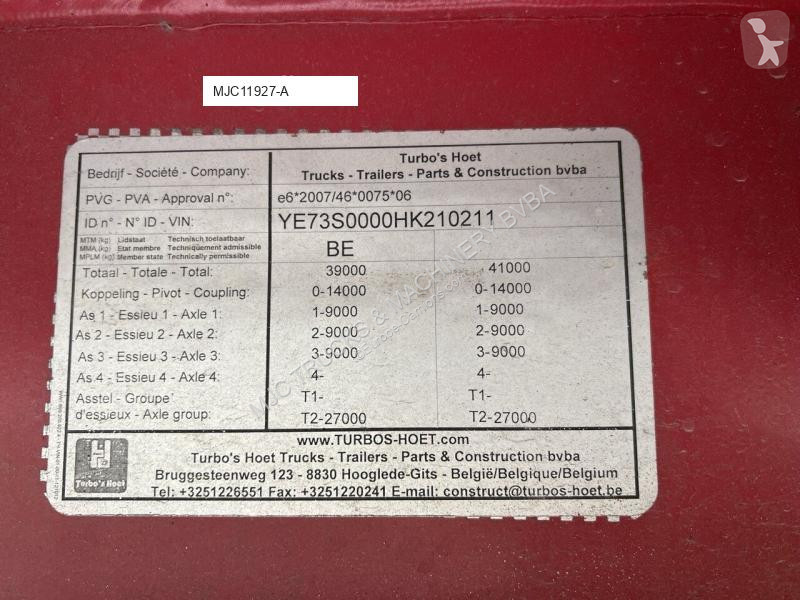 MJC11927-A
Bedrijf - Société - Company: Turbo's Hoet
Trucks - Trailers - Parts & Construction bvba
PVG - PVA - Approval n°: e6*2007/46*0075*06
ID n° - N° ID - VIN: YE73S0000HK210211
MTM (kg) Lidstaat Technisch toelaatbaar
MMA (kg) Etat membre Techniquement admissible
MPLM (kg) Member state Technically permissible
BE
Totaal - Totale - Total: 39000 41000
Koppeling - Pivot - Coupling: 0-14000 0-14000
As 1 - Essieu 1 - Axle 1: 1-9000 1-9000
As 2 - Essieu 2 - Axle 2: 2-9000 2-9000
As 3 - Essieu 3 - Axle 3: 3-9000 3-9000
As 4 - Essieu 4 - Axle 4: 4- 4-
Asstel - Groupe T1- T1-
d'essieux - Axle group: T2-27000 T2-27000
www.TURBOS-HOET.com
Turbo's Hoet Trucks - Trailers - Parts & Construction bvba
Bruggesteenweg 123 - 8830 Hooglede-Gits - België/Belgique/Belgium
Tel: +3251226551 Fax: +3251220241 E-mail: construct@turbos-hoet.be
Turbo's Hoet
MJC TRUCKS & MACHINERY BVBA